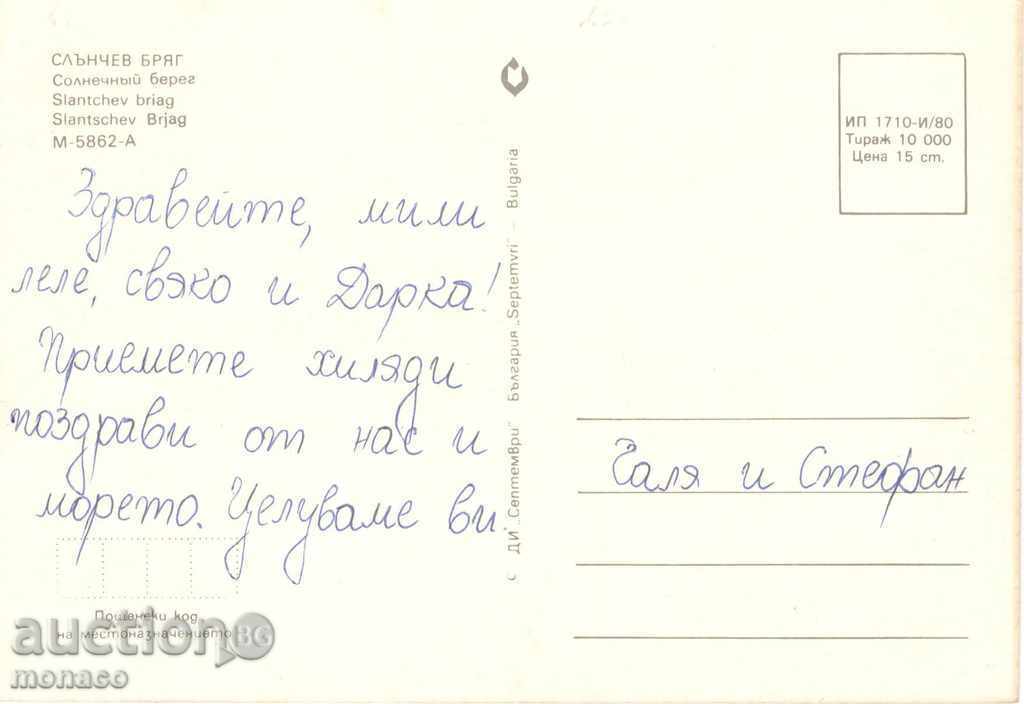 СЛЪНЧЕВ БРЯГ
Солнечный берег
Slantchev briag
Slantschev Brjag
М-5862-А
Здравейте, мили
леле, свяко и Дарка!
Приемете хиляди
поздрави от нас и
морето. Целуваме ви.
Пощенски код
на местоназначението
ДИ „Септември" България „Septemvri" – Bulgaria
ИП 1710-И/80
Тираж 10 000
Цена 15 ст.
Галя и Стефан
auction BG
monaco